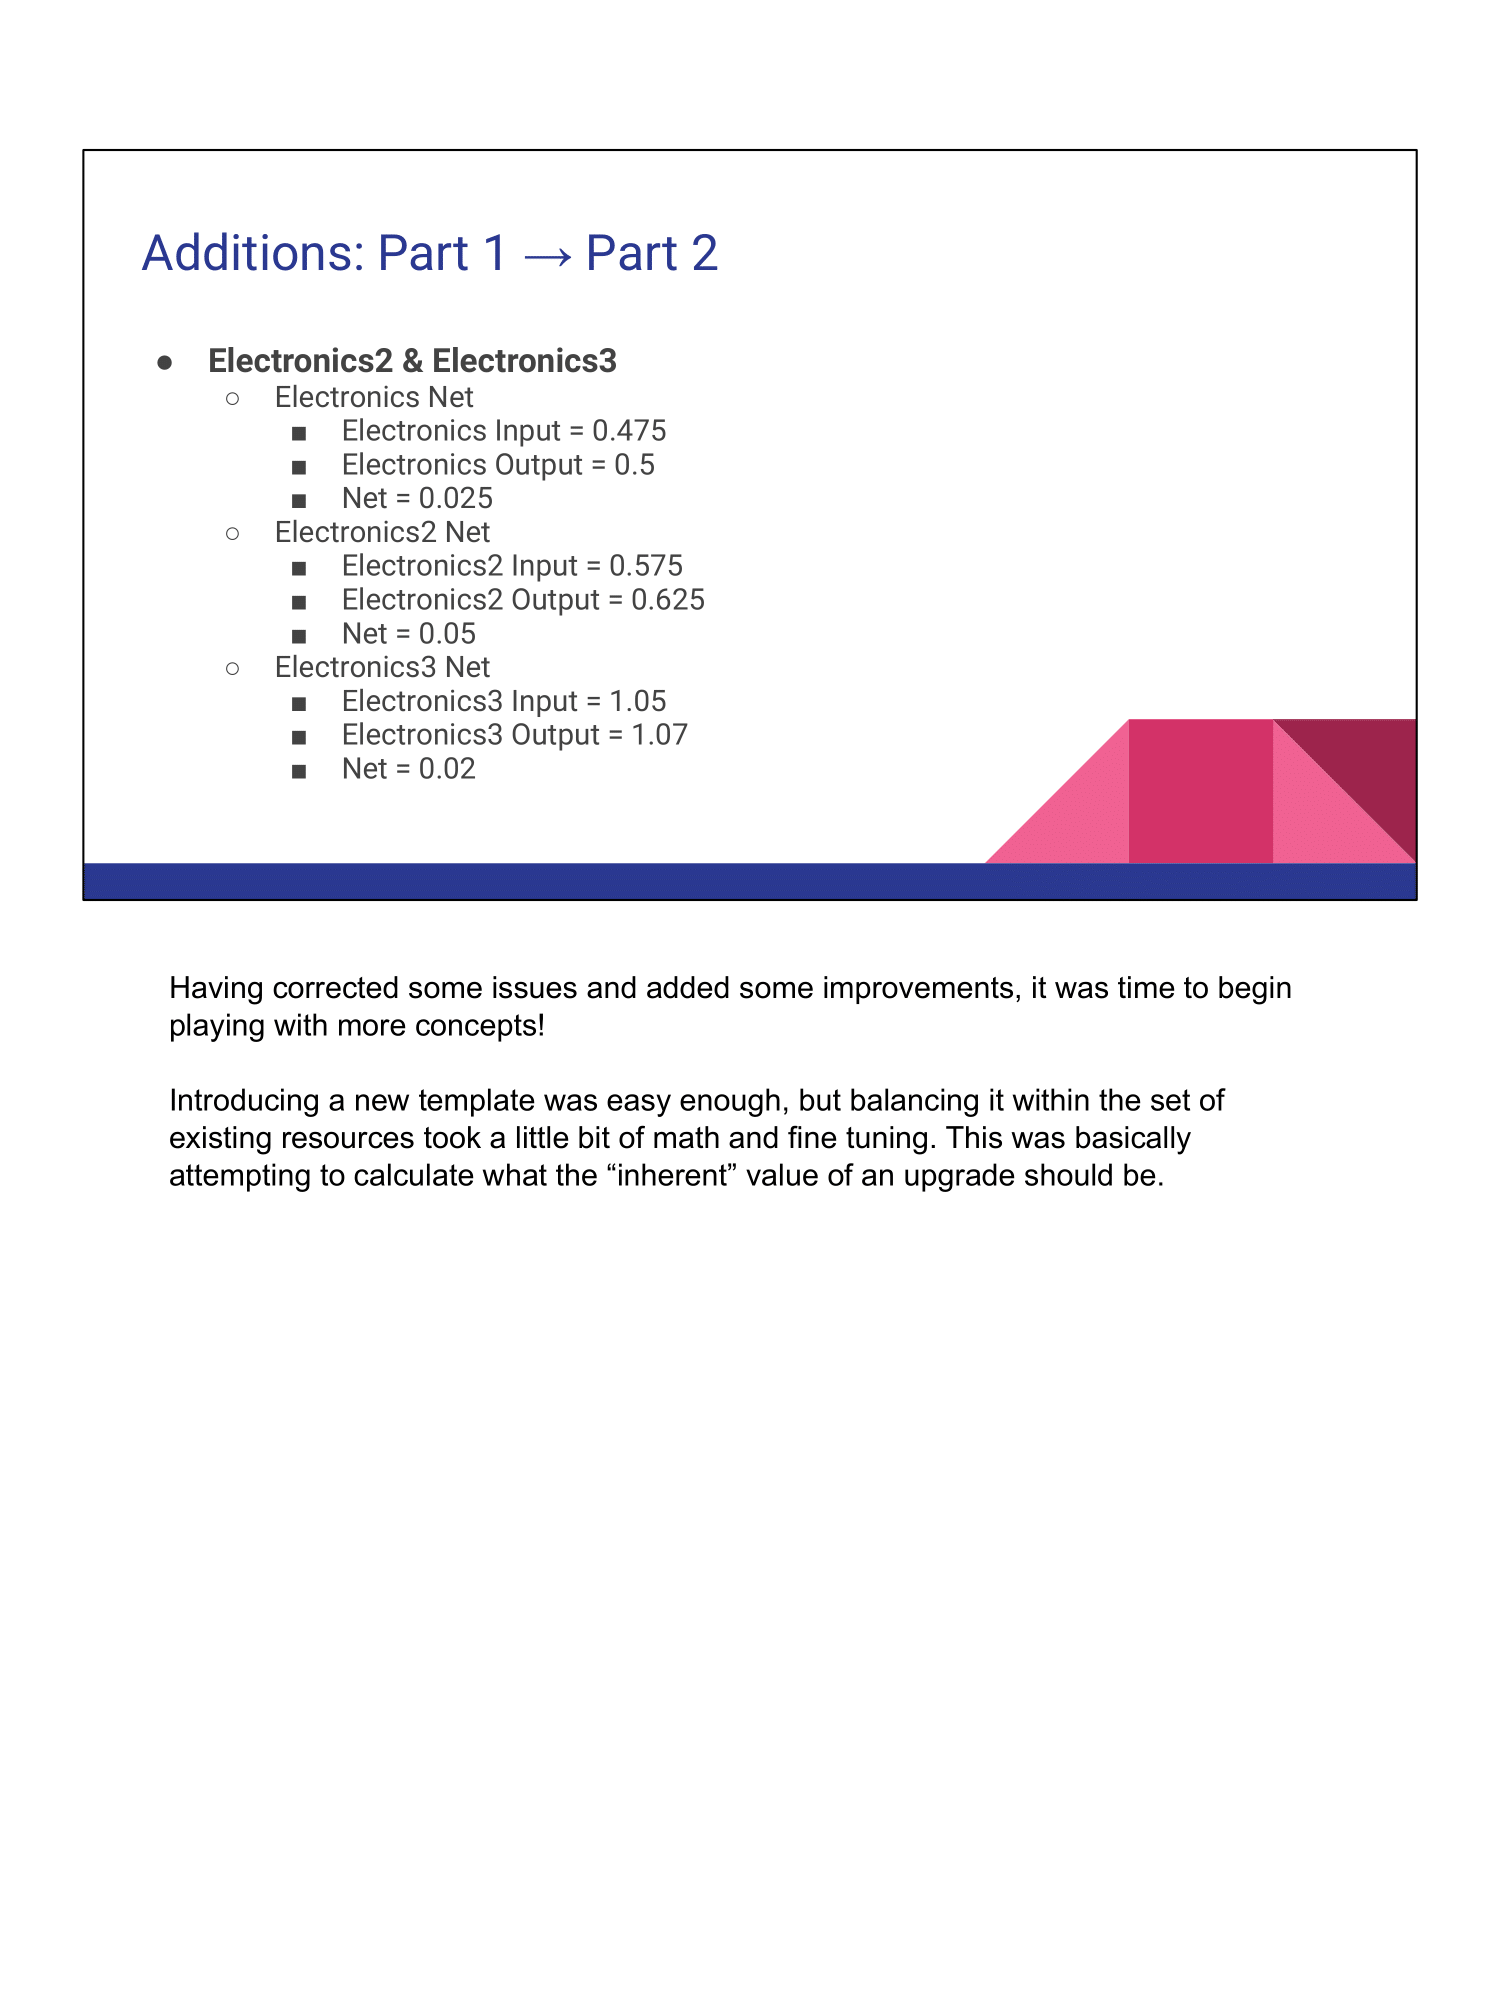 Additions: Part 1 → Part 2
● Electronics2 & Electronics3
○ Electronics Net
■ Electronics Input = 0.475
■ Electronics Output = 0.5
■ Net = 0.025
○ Electronics2 Net
■ Electronics2 Input = 0.575
■ Electronics2 Output = 0.625
■ Net = 0.05
○ Electronics3 Net
■ Electronics3 Input = 1.05
■ Electronics3 Output = 1.07
■ Net = 0.02
Having corrected some issues and added some improvements, it was time to begin
playing with more concepts!
Introducing a new template was easy enough, but balancing it within the set of
existing resources took a little bit of math and fine tuning. This was basically
attempting to calculate what the “inherent” value of an upgrade should be.